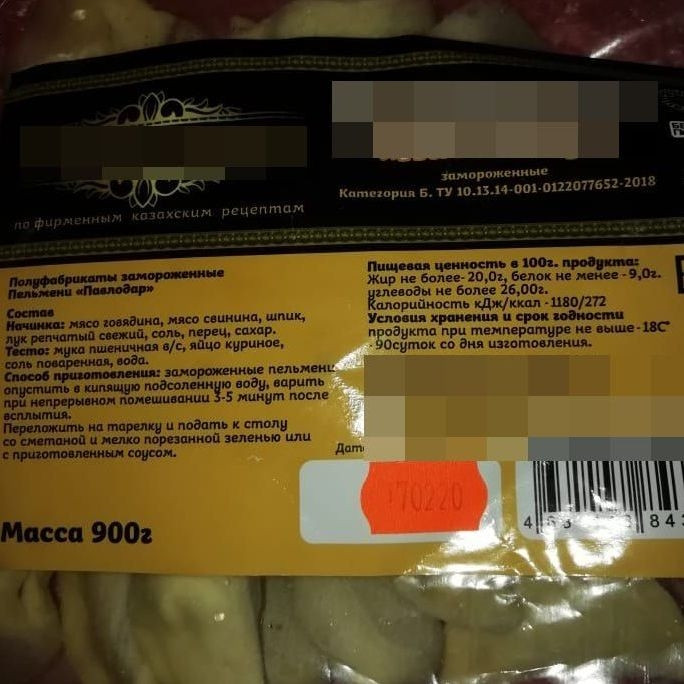 замороженные
Категория Б. ТУ 10.13.14-001-0122077652-2018
по фирменным казахским рецептам
Полуфабрикаты замороженные
Пельмени «Павлодар»
Состав
Начинка: мясо говядина, мясо свинина, шпик,
лук репчатый свежий, соль, перец, сахар.
Тесто: мука пшеничная в/с, яйцо куриное,
соль поваренная, вода.
Способ приготовления: замороженные пельмени
опустить в кипящую подсоленную воду, варить
при непрерывном помешивании 3-5 минут после
всплытия.
Переложить на тарелку и подать к столу
со сметаной и мелко порезанной зеленью или
с приготовленным соусом.
Масса 900г
Пищевая ценность в 100г. продукта:
Жир не более- 20,0г, белок не менее -9,0г.
углеводы не более 26,00г.
Калорийность кДж/ккал -1180/272
Условия хранения и срок годности
продукта при температуре не выше -18С°
- 90суток со дня изготовления.
Дат
170220